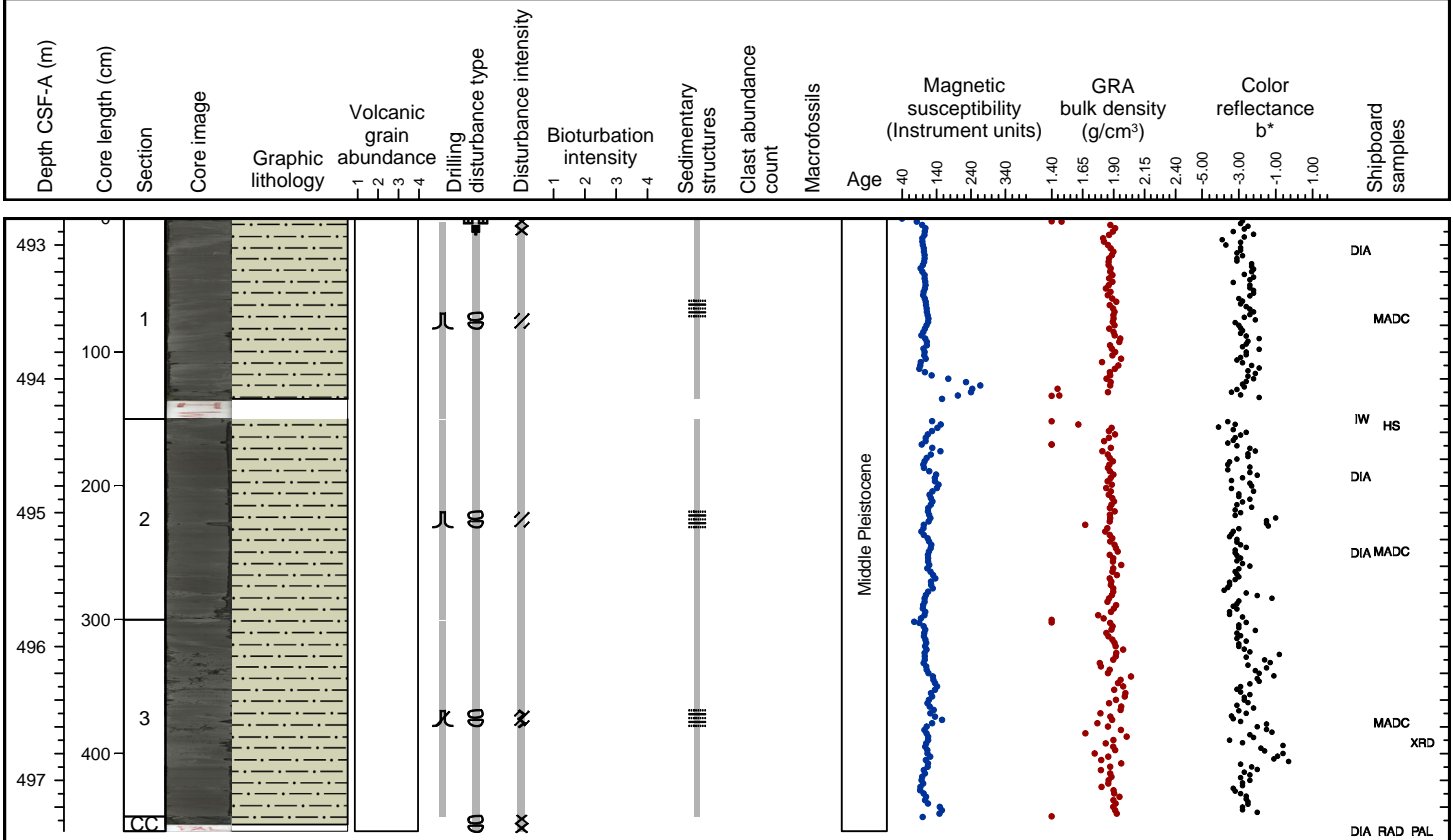 Depth CSF-A (m)
Core length (cm)
Section
Core image
Graphic
lithology
Volcanic
grain
abundance
1 2 3 4
Drilling
disturbance type
Disturbance intensity
Bioturbation
intensity
1 2 3 4
Sedimentary
structures
Clast abundance
count
Macrofossils
Age
Magnetic
susceptibility
(Instrument units)
40 140 240 340
GRA
bulk density
(g/cm³)
1.40 1.65 1.90 2.15 2.40
Color
reflectance
b*
-5.00 -3.00 -1.00 1.00
Shipboard
samples
493
494
495
496
497
0
100
200
300
400
1
2
3
CC
Middle Pleistocene
DIA
MADC
IW HS
DIA
DIA MADC
MADC
XRD
DIA RAD PAL